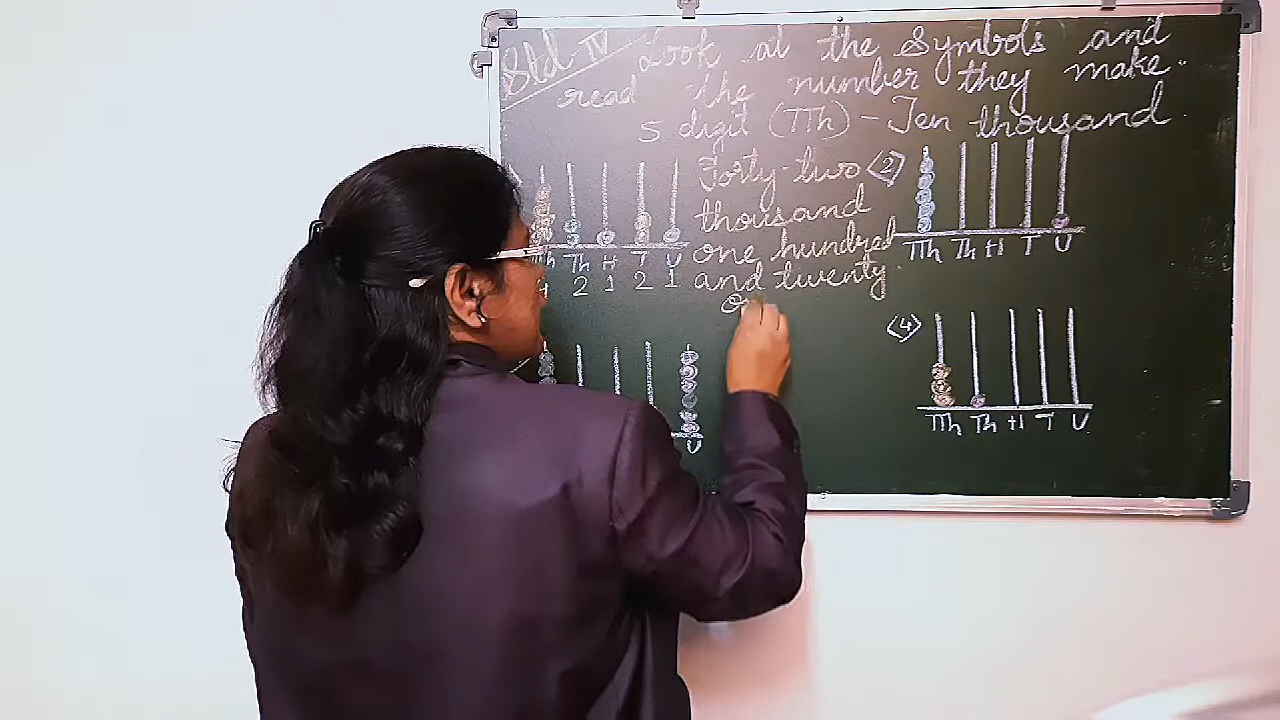 Std-IV Look at the Symbols and
read the number they make.
5 digit (TTh) - Ten thousand
Forty-two
thousand
one hundred
and twenty
Th H T U
4 2 1 2 1
(2)
TTh Th H T U
U
(4)
TTh Th H T U